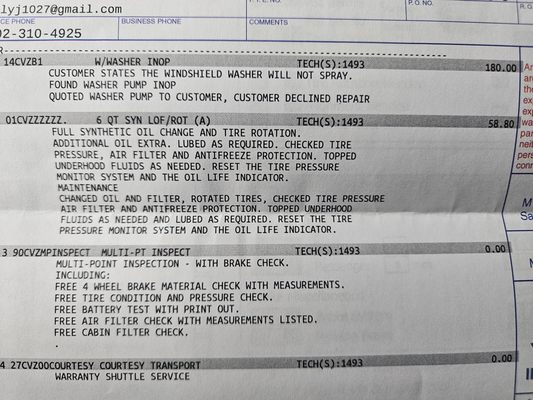 lyj1027@gmail.com
P.O. NO.
CE PHONE BUSINESS PHONE COMMENTS
02-310-4925
14CVZB1 W/WASHER INOP TECH(S):1493 180.00
CUSTOMER STATES THE WINDSHIELD WASHER WILL NOT SPRAY.
FOUND WASHER PUMP INOP
QUOTED WASHER PUMP TO CUSTOMER, CUSTOMER DECLINED REPAIR
01CVZZZZZZ. 6 QT SYN LOF/ROT (A) TECH(S):1493 58.80
FULL SYNTHETIC OIL CHANGE AND TIRE ROTATION.
ADDITIONAL OIL EXTRA. LUBED AS REQUIRED. CHECKED TIRE
PRESSURE, AIR FILTER AND ANTIFREEZE PROTECTION. TOPPED
UNDERHOOD FLUIDS AS NEEDED. RESET THE TIRE PRESSURE
MONITOR SYSTEM AND THE OIL LIFE INDICATOR.
MAINTENANCE
CHANGED OIL AND FILTER, ROTATED TIRES, CHECKED TIRE PRESSURE
AIR FILTER AND ANTIFREEZE PROTECTION. TOPPED UNDERHOOD
FLUIDS AS NEEDED AND LUBED AS REQUIRED. RESET THE TIRE
PRESSURE MONITOR SYSTEM AND THE OIL LIFE INDICATOR.
3 90CVZMPINSPECT MULTI-PT INSPECT TECH(S):1493 0.00
MULTI-POINT INSPECTION - WITH BRAKE CHECK.
INCLUDING:
FREE 4 WHEEL BRAKE MATERIAL CHECK WITH MEASUREMENTS.
FREE TIRE CONDITION AND PRESSURE CHECK.
FREE BATTERY TEST WITH PRINT OUT.
FREE AIR FILTER CHECK WITH MEASUREMENTS LISTED.
FREE CABIN FILTER CHECK.
.
4 27CVZ00COURTESY COURTESY TRANSPORT TECH(S):1493 0.00
WARRANTY SHUTTLE SERVICE